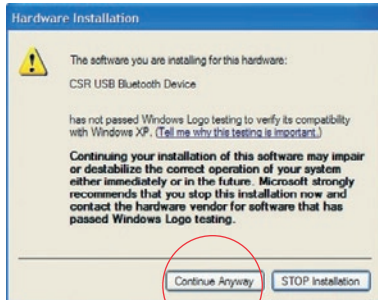 Hardware Installation
The software you are installing for this hardware:
CSR USB Bluetooth Device
has not passed Windows Logo testing to verify its compatibility
with Windows XP. (Tell me why this testing is important.)
Continuing your installation of this software may impair
or destabilize the correct operation of your system
either immediately or in the future. Microsoft strongly
recommends that you stop this installation now and
contact the hardware vendor for software that has
passed Windows Logo testing.
Continue Anyway
STOP Installation